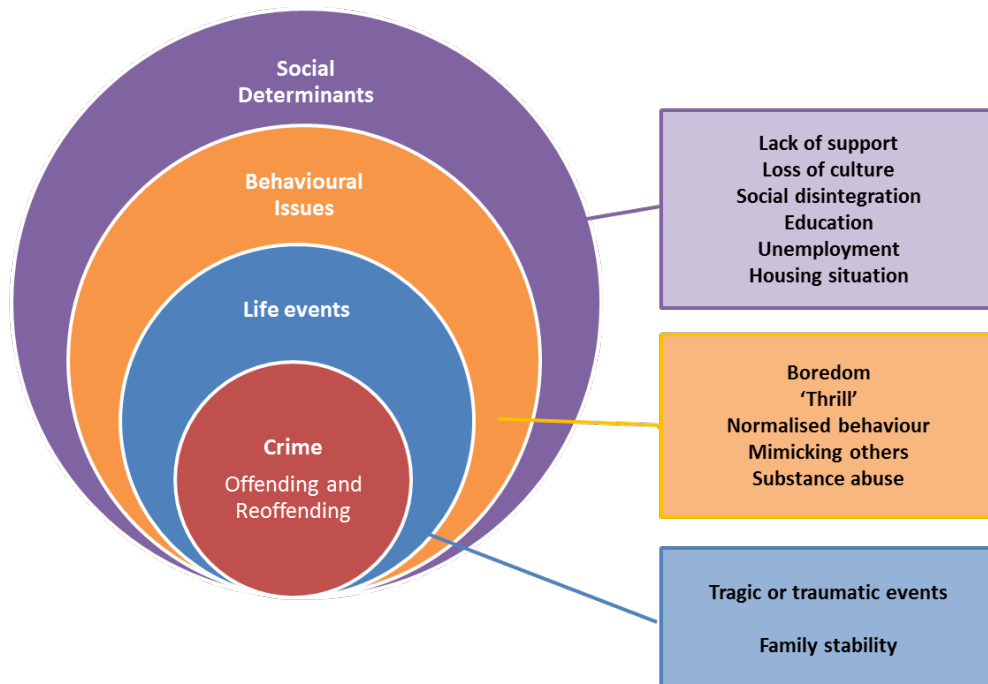 Social
Determinants
Behavioural
Issues
Life events
Crime
Offending and
Reoffending
Lack of support
Loss of culture
Social disintegration
Education
Unemployment
Housing situation
Boredom
‘Thrill’
Normalised behaviour
Mimicking others
Substance abuse
Tragic or traumatic events
Family stability